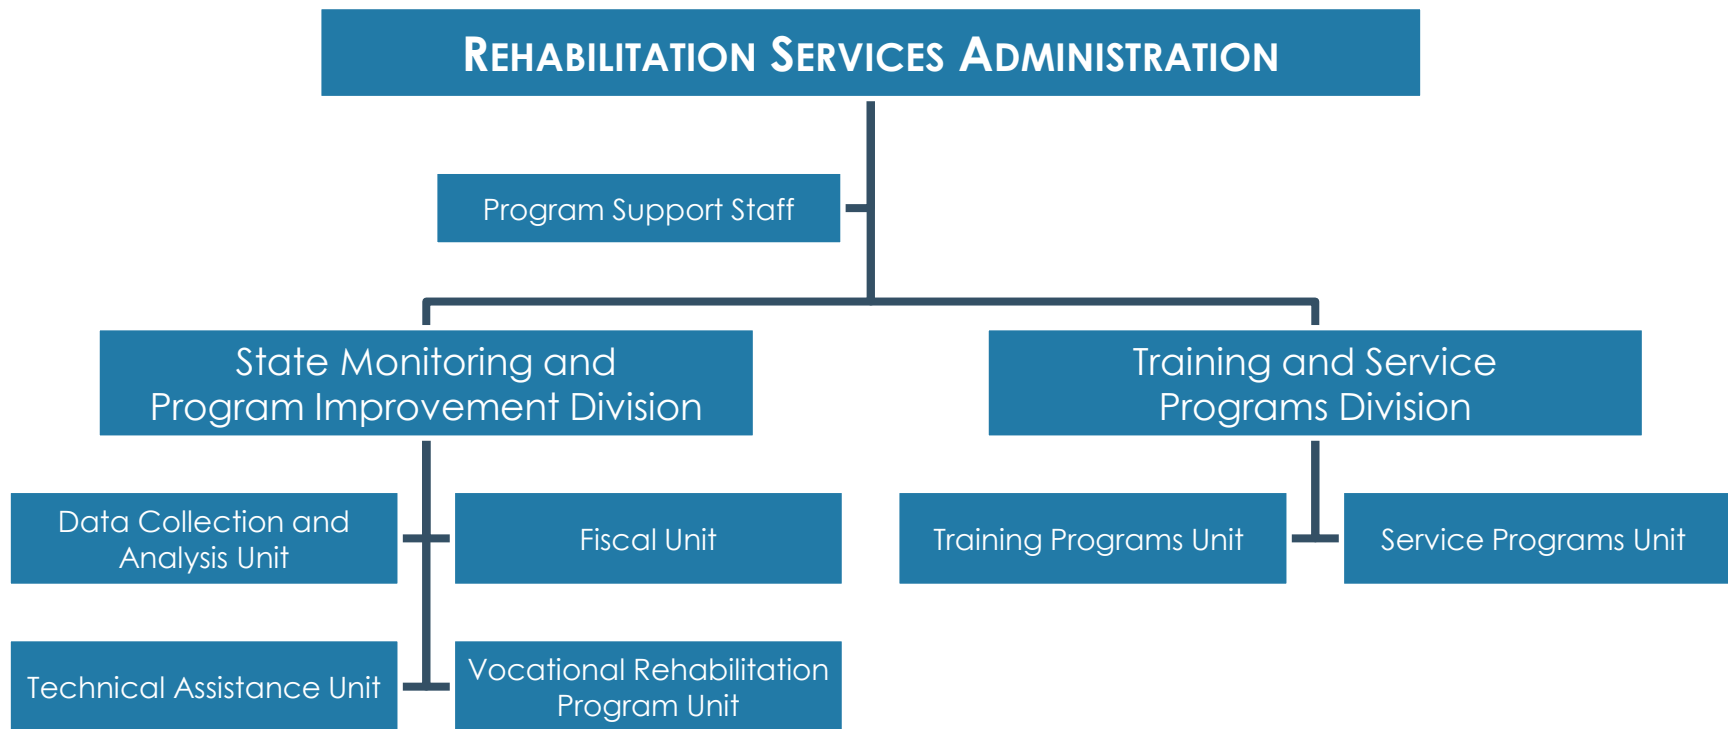 REHABILITATION SERVICES ADMINISTRATION
Program Support Staff
State Monitoring and
Program Improvement Division
Training and Service
Programs Division
Data Collection and
Analysis Unit
Fiscal Unit
Training Programs Unit
Service Programs Unit
Technical Assistance Unit
Vocational Rehabilitation
Program Unit